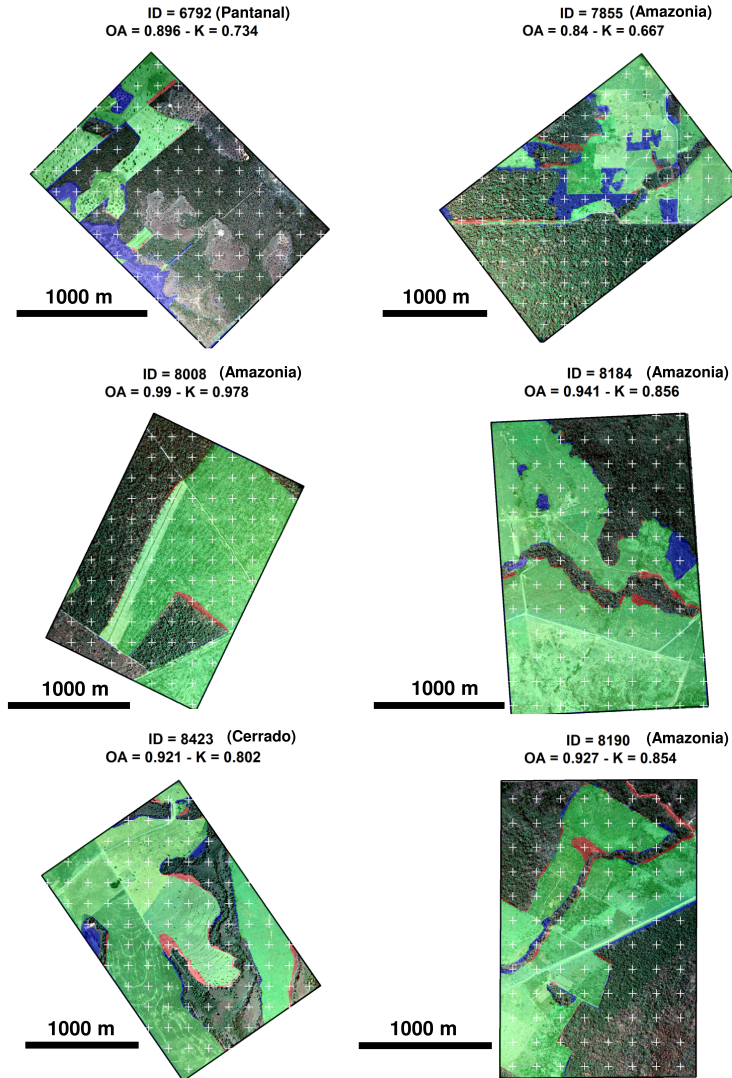 ID = 6792 (Pantanal)
OA = 0.896 - K = 0.734
1000 m
ID = 7855 (Amazonia)
OA = 0.84 - K = 0.667
1000 m
ID = 8008 (Amazonia)
OA = 0.99 - K = 0.978
1000 m
ID = 8184 (Amazonia)
OA = 0.941 - K = 0.856
1000 m
ID = 8423 (Cerrado)
OA = 0.921 - K = 0.802
1000 m
ID = 8190 (Amazonia)
OA = 0.927 - K = 0.854
1000 m